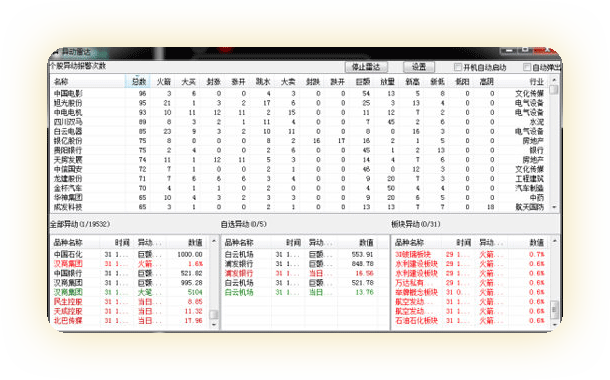 异动雷达
个股异动报警次数 停止雷达 设置 开机自动启动 自动弹出
名称 总数 火箭 大买 封涨 涨开 跳水 大卖 封跌 跌开 巨额 放量 新高 新低 低阳 高阴 行业
中国电影 96 3 6 0 0 4 3 0 0 54 13 5 8 0 0 文化传媒
旭光股份 95 21 1 3 2 17 6 0 0 25 3 13 4 0 0 电气设备
中电电机 93 10 11 12 11 2 15 0 0 11 12 7 2 0 0 电气设备
四川双马 89 8 3 2 1 11 4 0 0 7 45 2 6 0 0 水泥
白云电器 85 23 9 3 2 10 11 0 0 8 0 16 3 0 0 电气设备
银亿股份 75 8 0 0 0 8 2 16 17 16 2 1 5 0 0 房地产
贵阳银行 75 2 4 0 0 2 6 0 0 45 1 2 13 0 0 银行
天房发展 74 11 1 12 11 5 3 0 0 14 4 7 6 0 0 房地产
中信国安 72 7 1 0 0 2 1 0 0 46 0 12 3 0 0 文化传媒
龙建股份 71 7 6 6 6 3 4 0 0 9 20 7 3 0 0 工程建筑
金杯汽车 70 4 1 1 0 2 4 0 0 4 50 4 4 0 0 汽车制造
华神集团 65 10 4 3 2 3 3 0 0 9 20 6 5 0 0 中药
成发科技 65 3 1 0 0 2 1 0 0 13 13 7 7 0 18 航天国防
全部异动(1/19532) 自选异动(0/5) 板块异动(0/31)
品种名称 时间 异动... 数值 品种名称 时间 异动... 数值 品种名称 时间 异动... 数值
中国石化 31 1... 巨额... 1000.00 白云机场 31 1... 巨额... 553.91 3D玻璃板块 29 1... 火箭... 0.7%
汉商集团 31 1... 火箭... 1.6% 浦发银行 31 1... 巨额... 848.78 水利建设板块 29 1... 火箭... 0.6%
中国银行 31 1... 巨额... 521.82 浦发银行 31 1... 当日... 16.56 水利建设板块 29 1... 火箭... 0.6%
汉商集团 31 1... 巨额... 995.28 白云机场 31 1... 巨额... 521.78 万达私有 29 1... 火箭... 0.6%
汉商集团 31 1... 大笔... 5104 白云机场 31 1... 当日... 13.76 31 0... 火箭... 0.6%
民生控股 31 1... 当日... 8.85 航空发动... 31 1... 火箭... 0.6%
天成控股 31 1... 当日... 11.32 航空发动... 31 1... 火箭... 0.6%
北巴传媒 31 1... 当日... 17.96 石油石化板块 31 1... 火箭... 0.6%